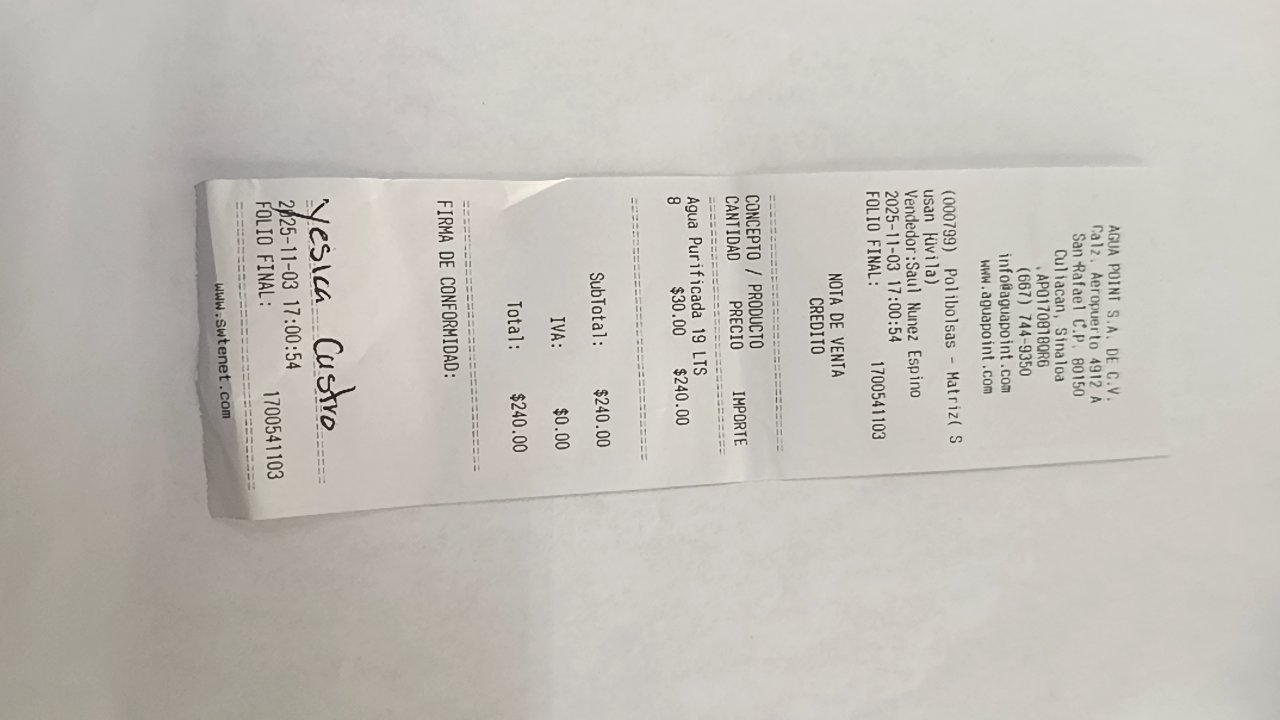 AGUA POINT S.A. DE C.V.
Calz. Aeropuerto 4912 A
San Rafael C.P. 80150
Culiacan, Sinaloa
(667) 744-9350
info@aguapoint.com
www.aguapoint.com
NOTA DE VENTA
CREDITO
(000799) Polibolsas - Matriz( S
usan
Vendedor:Saul Nunez Espino
2025-11-03 17:00:54
FOLIO FINAL: 1700541103
CONCEPTO / PRODUCTO
CANTIDAD PRECIO IMPORTE
Agua Purificada 19 LTS
8 $30.00 $240.00
SubTotal: $240.00
IVA: $0.00
Total: $240.00
FIRMA DE CONFORMIDAD:
Yesica Castro
2025-11-03 17:00:54
FOLIO FINAL: 1700541103
www.swtenet.com